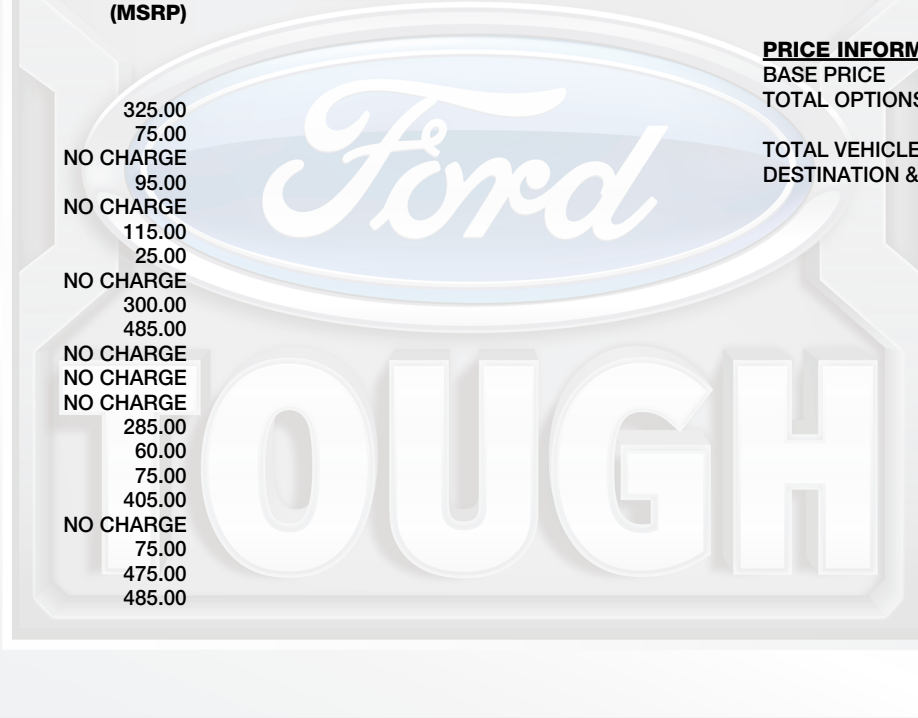 (MSRP)
325.00
75.00
NO CHARGE
95.00
NO CHARGE
115.00
25.00
NO CHARGE
300.00
485.00
NO CHARGE
NO CHARGE
NO CHARGE
285.00
60.00
75.00
405.00
NO CHARGE
75.00
475.00
485.00
PRICE INFORM
BASE PRICE
TOTAL OPTIONS
TOTAL VEHICLE
DESTINATION &
Ford
TOUGH